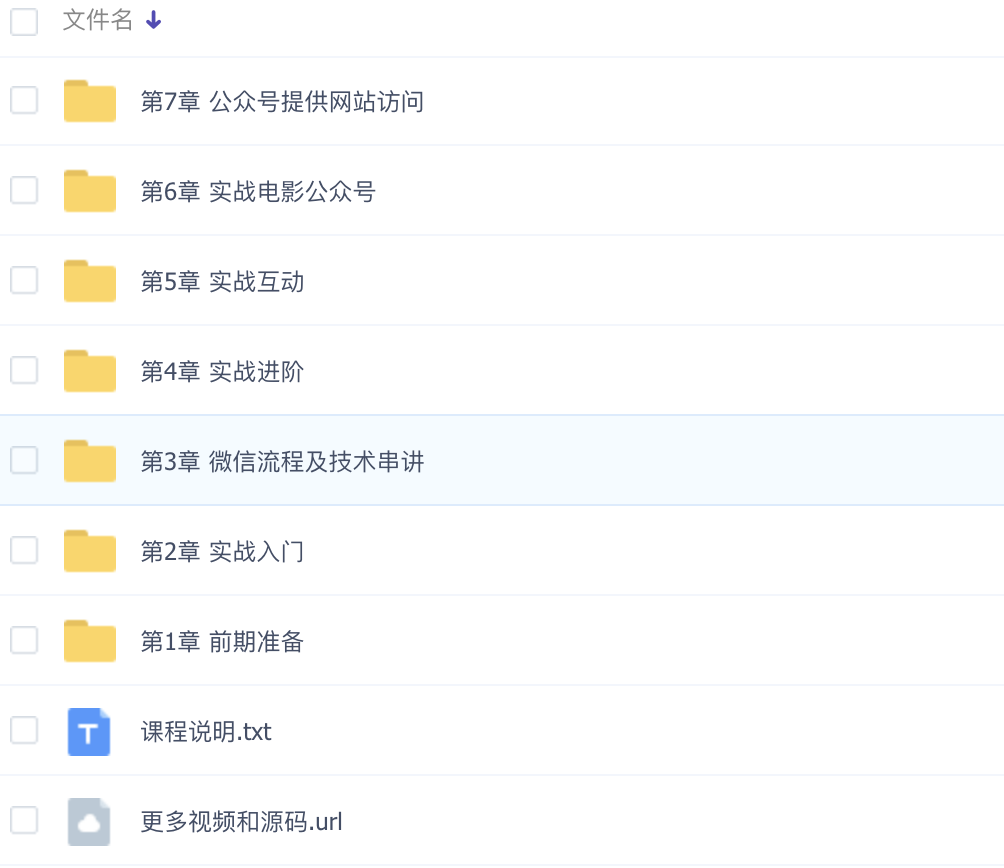 文件名
第7章 公众号提供网站访问
第6章 实战电影公众号
第5章 实战互动
第4章 实战进阶
第3章 微信流程及技术串讲
第2章 实战入门
第1章 前期准备
T
课程说明.txt
更多视频和源码.url